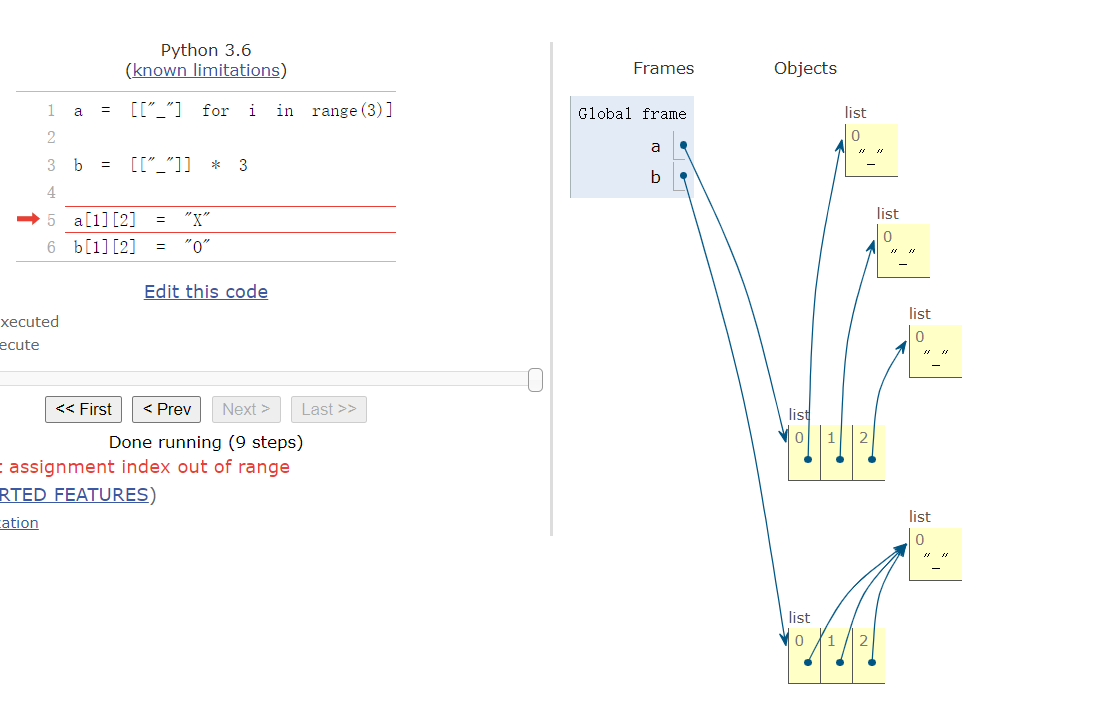 Python 3.6
(known limitations)
1 a = [["_"] for i in range(3)]
2
3 b = [["_"]] * 3
4
5 a[1][2] = "X"
6 b[1][2] = "O"
Edit this code
xecuted
ecute
<< First < Prev Next > Last >>
Done running (9 steps)
: assignment index out of range
RTED FEATURES)
tation
Frames Objects
Global frame
a
b
list
0
"_"
list
0
"_"
list
0
"_"
list
0 1 2
list
0
"_"
list
0 1 2